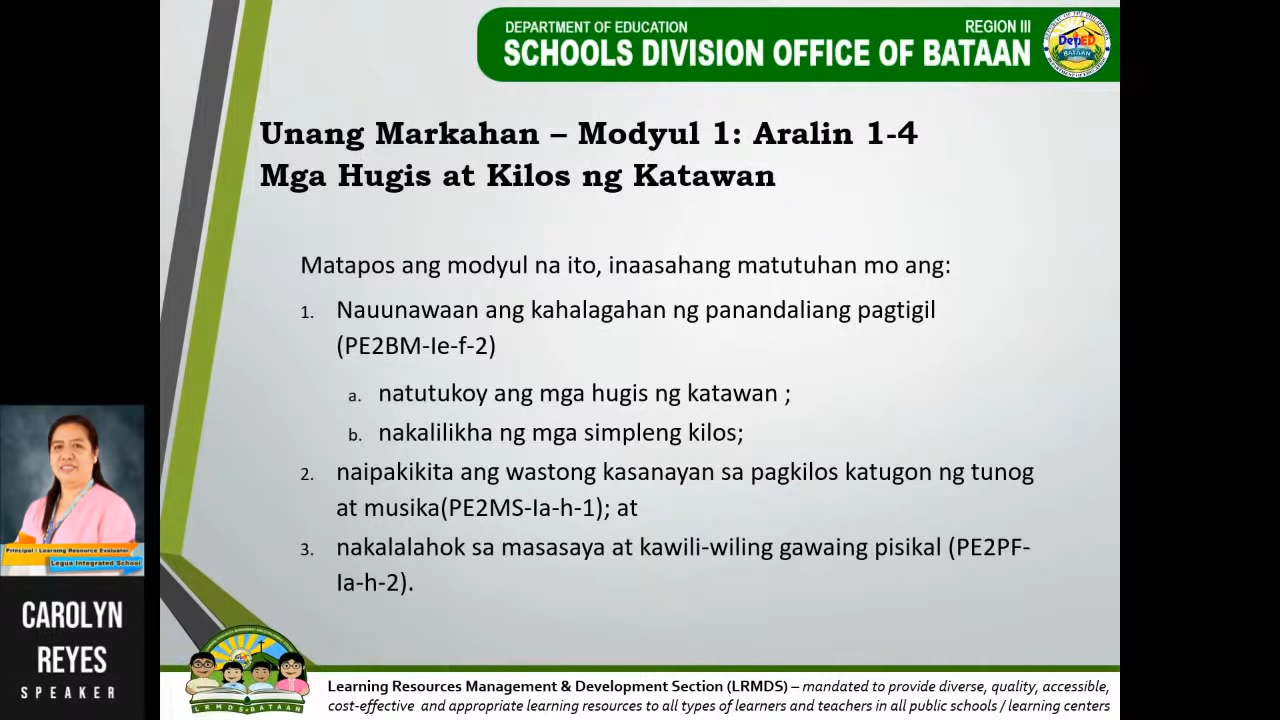 DEPARTMENT OF EDUCATION
REGION III
SCHOOLS DIVISION OFFICE OF BATAAN
DepED
BATAAN
Unang Markahan – Modyul 1: Aralin 1-4
Mga Hugis at Kilos ng Katawan
Matapos ang modyul na ito, inaasahang matutuhan mo ang:
1. Nauunawaan ang kahalagahan ng panandaliang pagtigil
(PE2BM-Ie-f-2)
a. natutukoy ang mga hugis ng katawan ;
b. nakalilikha ng mga simpleng kilos;
2. naipakikita ang wastong kasanayan sa pagkilos katugon ng tunog
at musika(PE2MS-Ia-h-1); at
3. nakalalahok sa masasaya at kawili-wiling gawaing pisikal (PE2PF-
Ia-h-2).
Principal / Learning Resource Evaluator
Legua Integrated School
CAROLYN
REYES
SPEAKER
LRMDS BATAAN
Learning Resources Management & Development Section (LRMDS) – mandated to provide diverse, quality, accessible,
cost-effective and appropriate learning resources to all types of learners and teachers in all public schools / learning centers